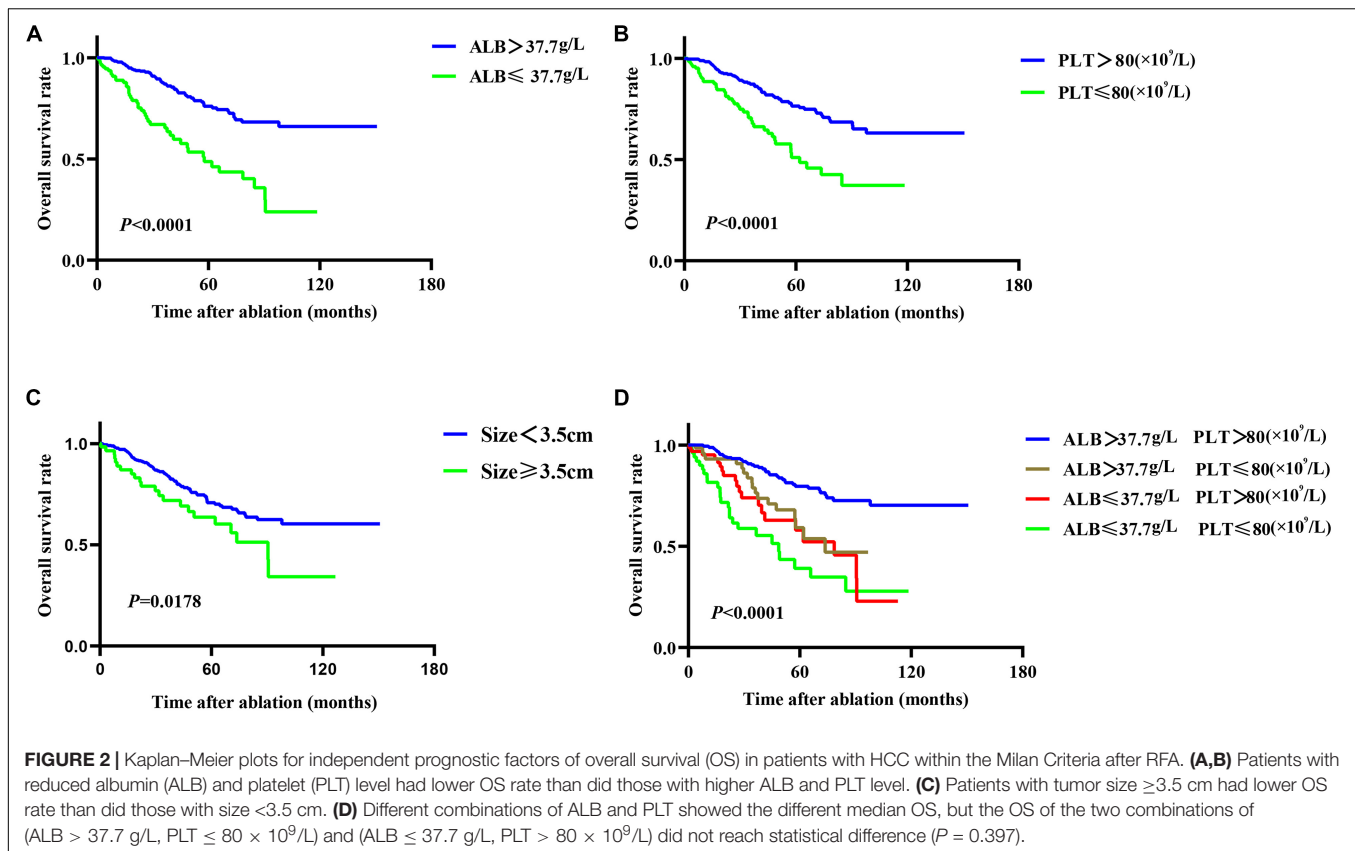 A
ALB＞37.7g/L
ALB≤ 37.7g/L
1.0
0.5
0.0
Overall survival rate
P<0.0001
0 60 120 180
Time after ablation (months)
B
PLT＞80(×10⁹/L)
PLT≤80(×10⁹/L)
1.0
0.5
0.0
Overall survival rate
P<0.0001
0 60 120 180
Time after ablation (months)
C
Size＜3.5cm
Size≥3.5cm
1.0
0.5
0.0
Overall survival rate
P=0.0178
0 60 120 180
Time after ablation (months)
D
ALB>37.7g/L PLT>80(×10⁹/L)
ALB>37.7g/L PLT≤80(×10⁹/L)
ALB≤37.7g/L PLT>80(×10⁹/L)
ALB≤37.7g/L PLT≤80(×10⁹/L)
1.0
0.5
0.0
Overall survival rate
P<0.0001
0 60 120 180
Time after ablation (months)
FIGURE 2 | Kaplan–Meier plots for independent prognostic factors of overall survival (OS) in patients with HCC within the Milan Criteria after RFA. (A,B) Patients with
reduced albumin (ALB) and platelet (PLT) level had lower OS rate than did those with higher ALB and PLT level. (C) Patients with tumor size ≥3.5 cm had lower OS
rate than did those with size <3.5 cm. (D) Different combinations of ALB and PLT showed the different median OS, but the OS of the two combinations of
(ALB > 37.7 g/L, PLT ≤ 80 × 10⁹/L) and (ALB ≤ 37.7 g/L, PLT > 80 × 10⁹/L) did not reach statistical difference (P = 0.397).